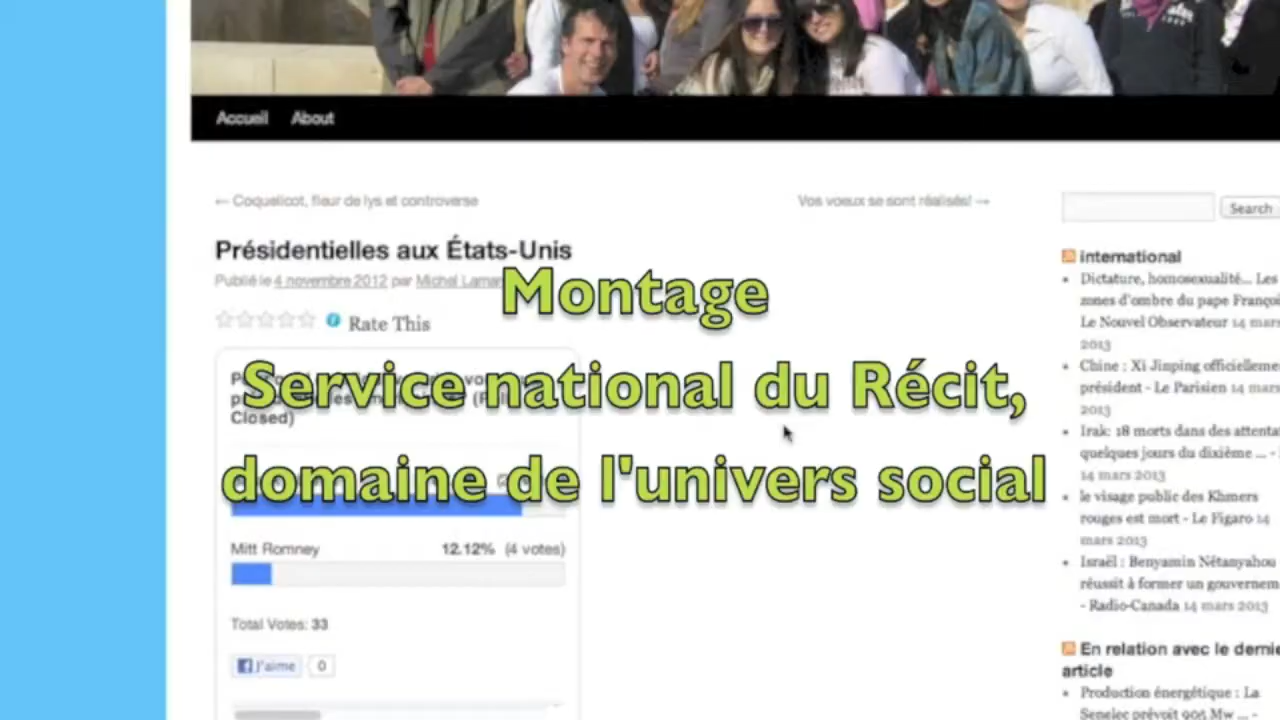 Accueil About
← Coquelicot, fleur de lys et controverse
Vos voeux se sont réalisés! →
Search
Présidentielles aux États-Unis
Publié le 4 novembre 2012 par Michel
Rate This
Closed)
Montage
Service national du Récit,
domaine de l'univers social
Mitt Romney 12.12% (4 votes)
Total Votes: 33
J'aime 0
international
Dictature, homosexualité... Les
zones d'ombre du pape
Le Nouvel Observateur 14
2013
Chine : Xi Jinping
président - Le Parisien 14 mars
2013
Irak: 18 morts dans des
quelques jours du dixième ... -
14 mars 2013
le visage public des Khmers
rouges est mort - Le Figaro 14
mars 2013
Israël : Benyamin Nétanyahou
réussit à former un
- Radio-Canada 14 mars 2013
En relation avec le
article
Production énergétique : La
Senelec prévoit 905 Mw ... -